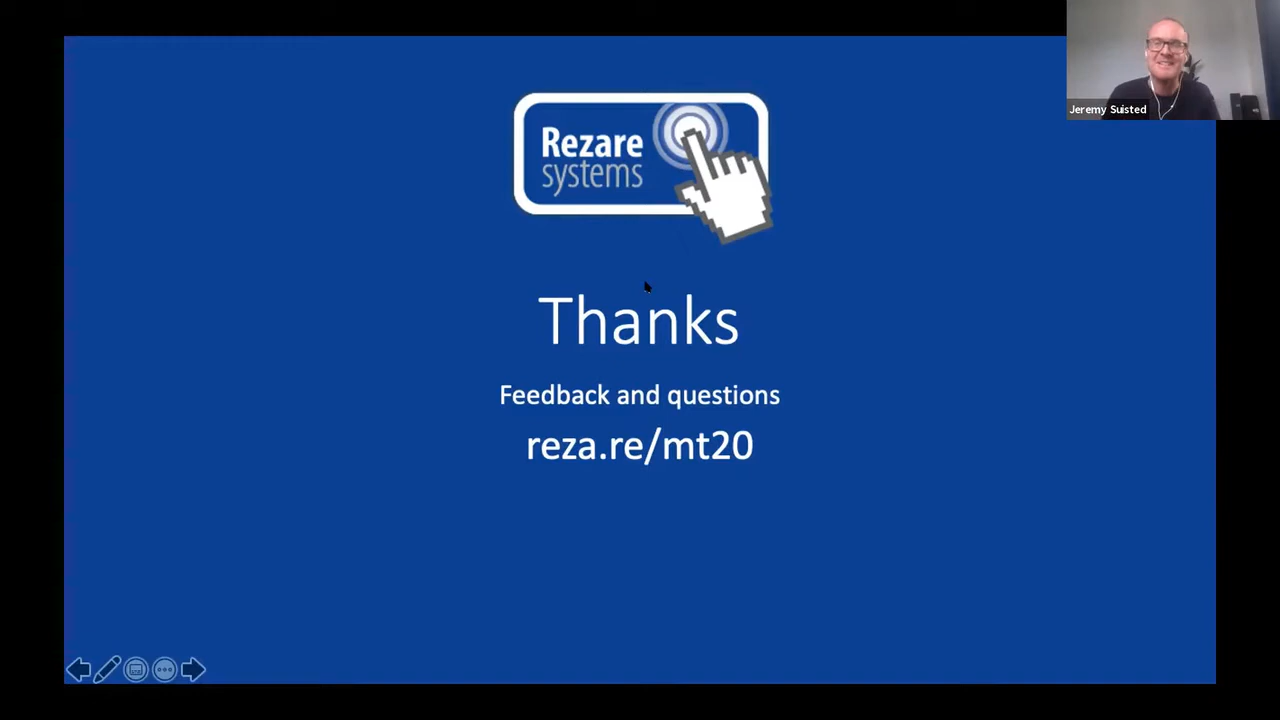 Rezare
systems
Jeremy Suisted
Thanks
Feedback and questions
reza.re/mt20